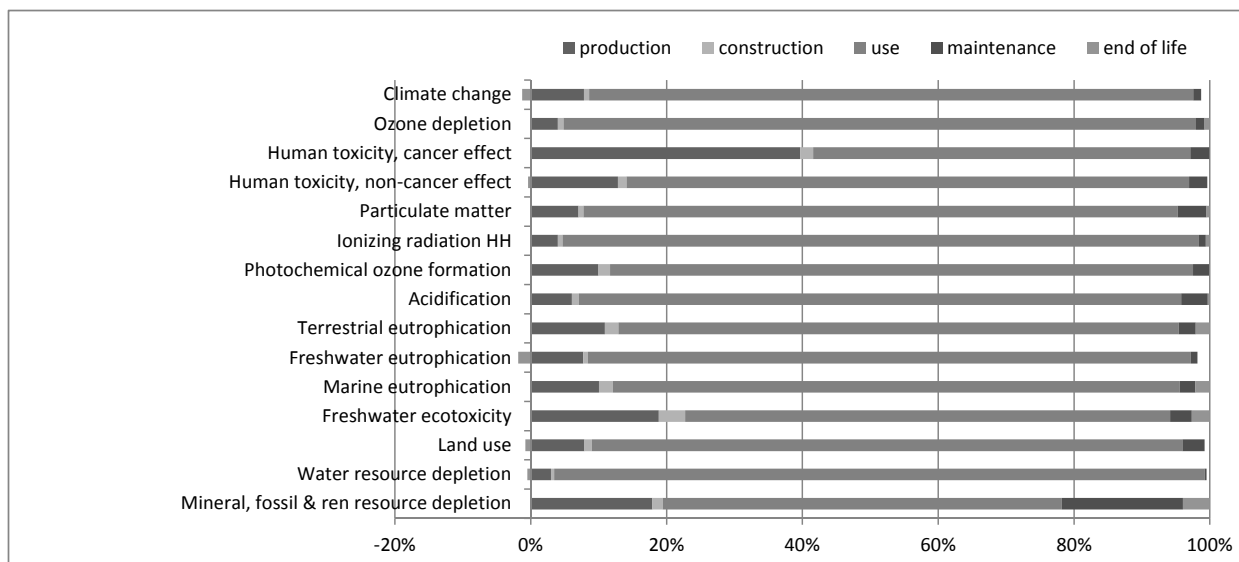 production construction use maintenance end of life
Climate change
Ozone depletion
Human toxicity, cancer effect
Human toxicity, non-cancer effect
Particulate matter
Ionizing radiation HH
Photochemical ozone formation
Acidification
Terrestrial eutrophication
Freshwater eutrophication
Marine eutrophication
Freshwater ecotoxicity
Land use
Water resource depletion
Mineral, fossil & ren resource depletion
-20% 0% 20% 40% 60% 80% 100%